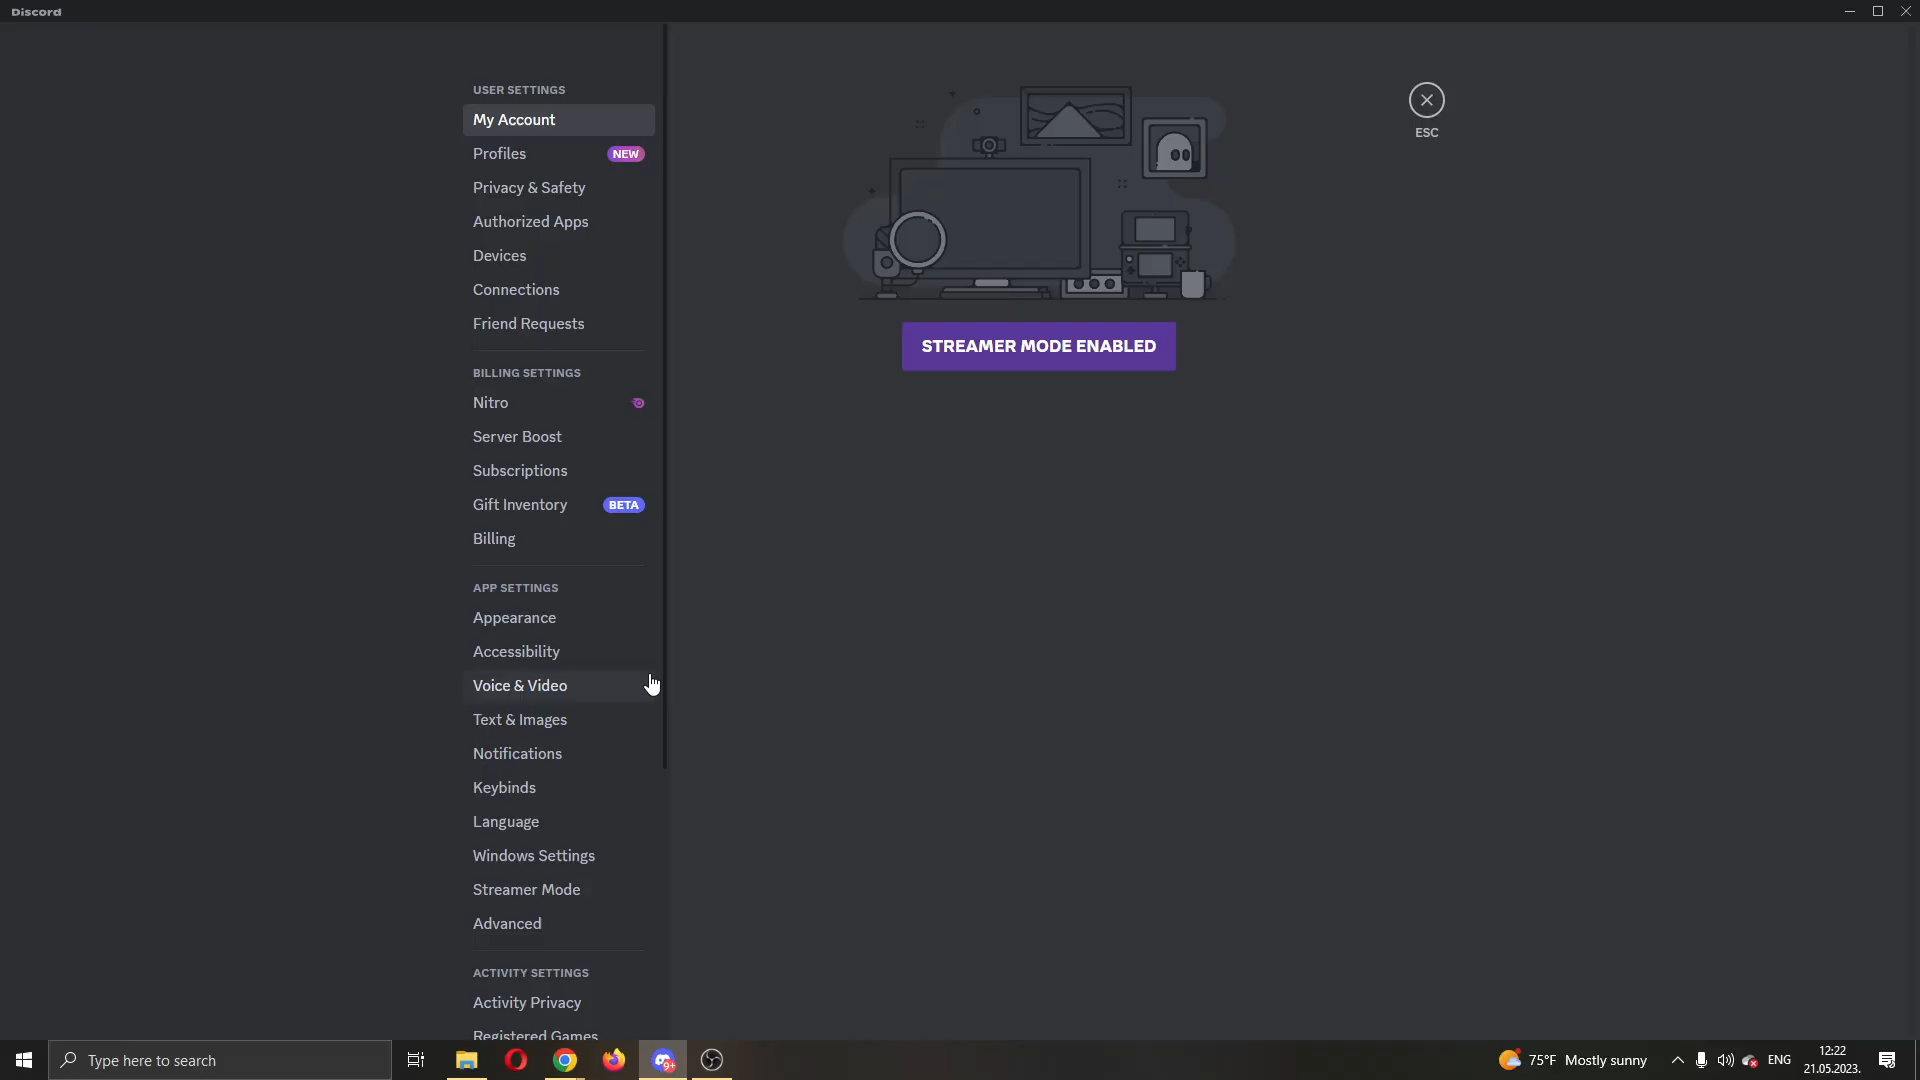 Discord
USER SETTINGS
My Account
Profiles NEW
Privacy & Safety
Authorized Apps
Devices
Connections
Friend Requests
BILLING SETTINGS
Nitro
Server Boost
Subscriptions
Gift Inventory BETA
Billing
APP SETTINGS
Appearance
Accessibility
Voice & Video
Text & Images
Notifications
Keybinds
Language
Windows Settings
Streamer Mode
Advanced
ACTIVITY SETTINGS
Activity Privacy
Registered Games
STREAMER MODE ENABLED
ESC
Type here to search
9+
75°F Mostly sunny
ENG
12:22
21.05.2023.